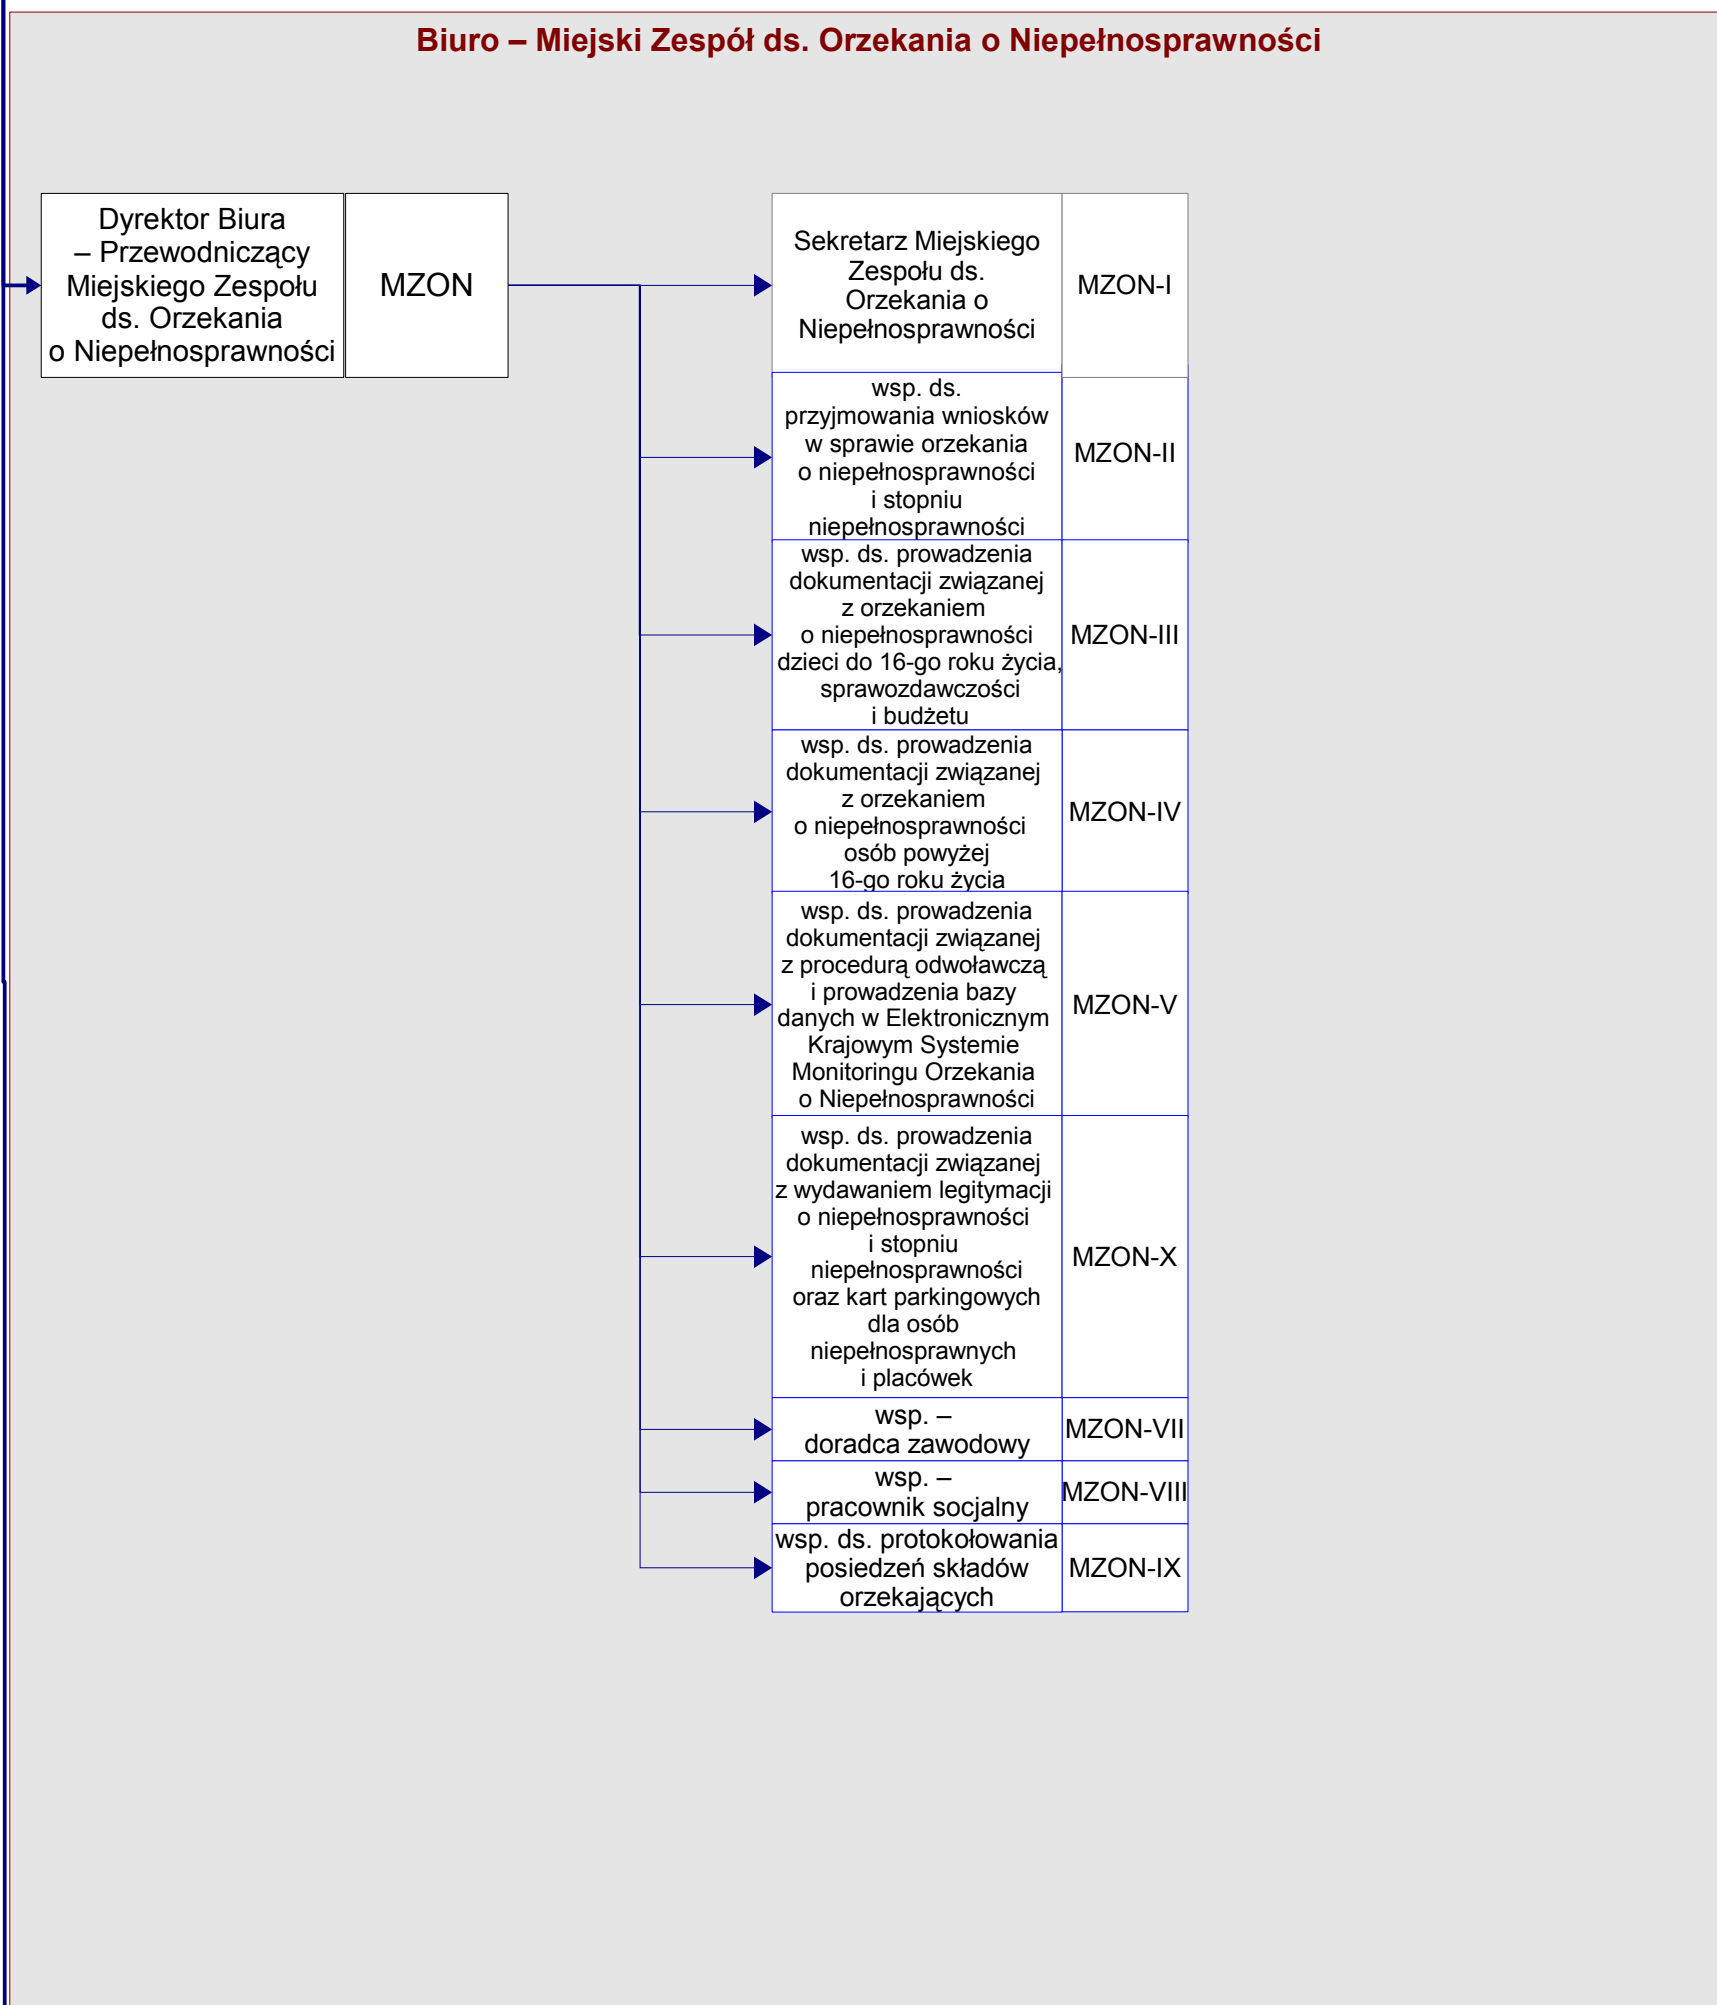 Biuro – Miejski Zespół ds. Orzekania o Niepełnosprawności
Dyrektor Biura
– Przewodniczący
Miejskiego Zespołu
ds. Orzekania
o Niepełnosprawności
MZON
Sekretarz Miejskiego
Zespołu ds.
Orzekania o
Niepełnosprawności
MZON-I
wsp. ds.
przyjmowania wniosków
w sprawie orzekania
o niepełnosprawności
i stopniu
niepełnosprawności
MZON-II
wsp. ds. prowadzenia
dokumentacji związanej
z orzekaniem
o niepełnosprawności
dzieci do 16-go roku życia,
sprawozdawczości
i budżetu
MZON-III
wsp. ds. prowadzenia
dokumentacji związanej
z orzekaniem
o niepełnosprawności
osób powyżej
16-go roku życia
MZON-IV
wsp. ds. prowadzenia
dokumentacji związanej
z procedurą odwoławczą
i prowadzenia bazy
danych w Elektronicznym
Krajowym Systemie
Monitoringu Orzekania
o Niepełnosprawności
MZON-V
wsp. ds. prowadzenia
dokumentacji związanej
z wydawaniem legitymacji
o niepełnosprawności
i stopniu
niepełnosprawności
oraz kart parkingowych
dla osób
niepełnosprawnych
i placówek
MZON-X
wsp. –
doradca zawodowy
MZON-VII
wsp. –
pracownik socjalny
MZON-VIII
wsp. ds. protokołowania
posiedzeń składów
orzekających
MZON-IX